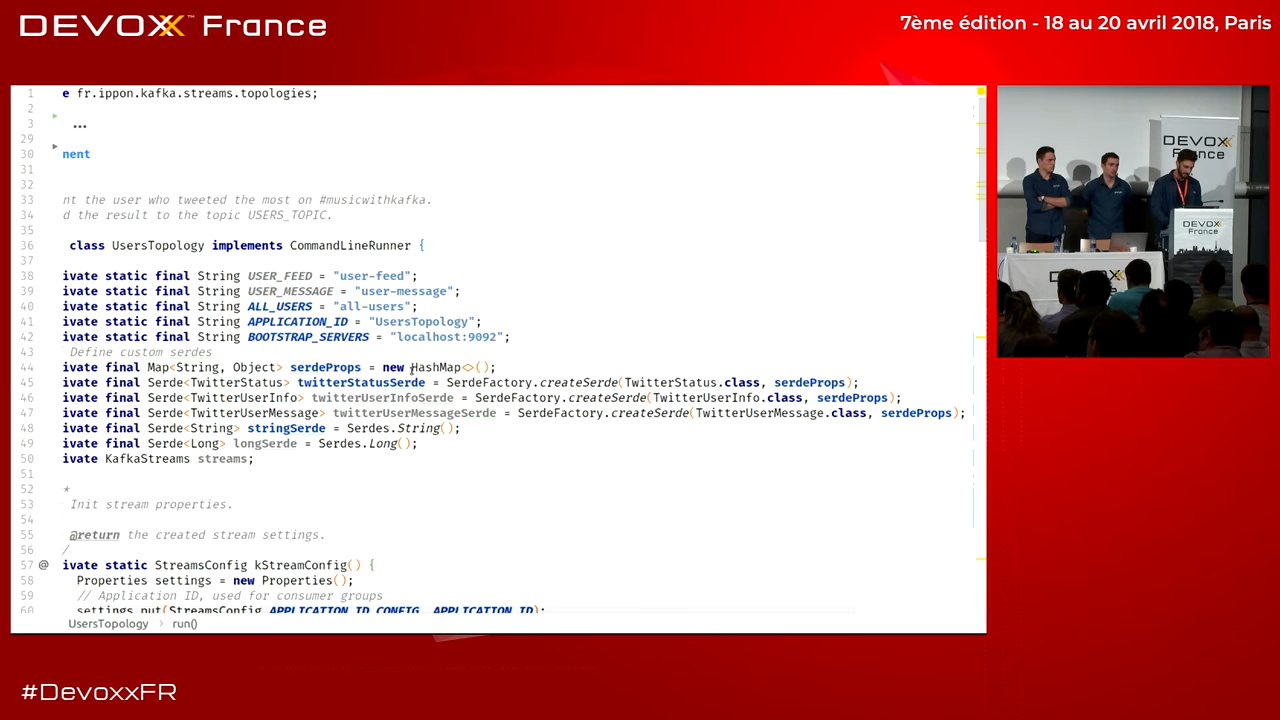 DEVOXX™ France
7ème édition - 18 au 20 avril 2018, Paris
1 e fr.ippon.kafka.streams.topologies;
2
3 ...
29
30 nent
31
32
33 nt the user who tweeted the most on #musicwithkafka.
34 d the result to the topic USERS_TOPIC.
35
36 class UsersTopology implements CommandLineRunner {
37
38 ivate static final String USER_FEED = "user-feed";
39 ivate static final String USER_MESSAGE = "user-message";
40 ivate static final String ALL_USERS = "all-users";
41 ivate static final String APPLICATION_ID = "UsersTopology";
42 ivate static final String BOOTSTRAP_SERVERS = "localhost:9092";
43 Define custom serdes
44 ivate final Map<String, Object> serdeProps = new HashMap<>();
45 ivate final Serde<TwitterStatus> twitterStatusSerde = SerdeFactory.createSerde(TwitterStatus.class, serdeProps);
46 ivate final Serde<TwitterUserInfo> twitterUserInfoSerde = SerdeFactory.createSerde(TwitterUserInfo.class, serdeProps);
47 ivate final Serde<TwitterUserMessage> twitterUserMessageSerde = SerdeFactory.createSerde(TwitterUserMessage.class, serdeProps);
48 ivate final Serde<String> stringSerde = Serdes.String();
49 ivate final Serde<Long> longSerde = Serdes.Long();
50 ivate KafkaStreams streams;
51
52 *
53 Init stream properties.
54
55 @return the created stream settings.
56 /
57 @ ivate static StreamsConfig kStreamConfig() {
58 Properties settings = new Properties();
59 // Application ID, used for consumer groups
60 settings.put(StreamsConfig.APPLICATION_ID_CONFIG, APPLICATION_ID);
UsersTopology › run()
DEVOXX
France
DEVOXX
France
DEVOXX
#DevoxxFR